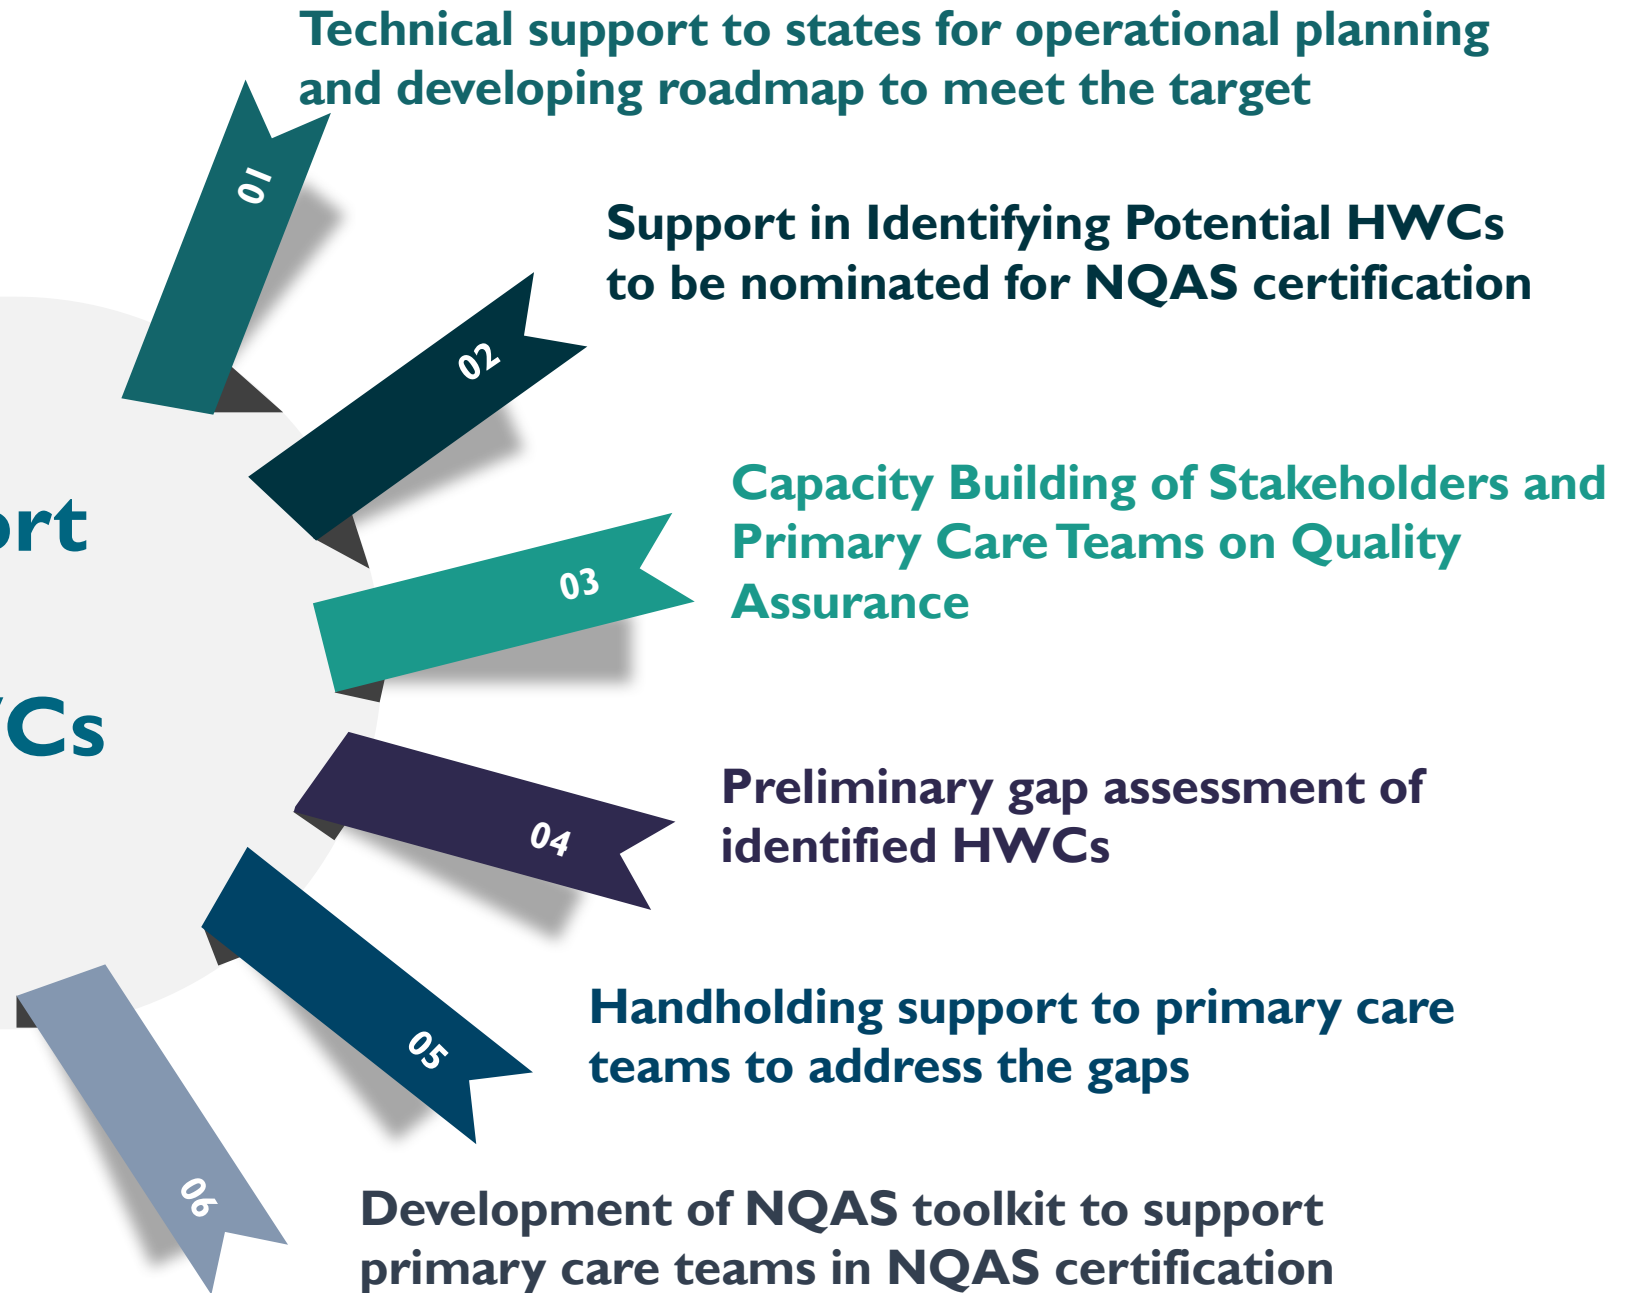 01
Technical support to states for operational planning
and developing roadmap to meet the target
02
Support in Identifying Potential HWCs
to be nominated for NQAS certification
03
Capacity Building of Stakeholders and
Primary Care Teams on Quality
Assurance
04
Preliminary gap assessment of
identified HWCs
05
Handholding support to primary care
teams to address the gaps
06
Development of NQAS toolkit to support
primary care teams in NQAS certification
ort
Cs